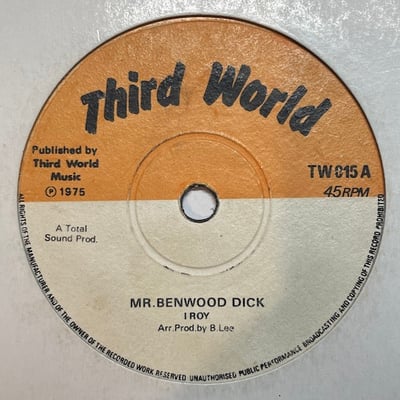 Third World
Published by
Third World
Music
Ⓟ 1975
TW 015 A
45RPM
A Total
Sound Prod.
MR.BENWOOD DICK
I ROY
Arr.Prod.by B.Lee
ALL RIGHTS OF THE MANUFACTURER AND OF THE OWNER OF THE RECORDED WORK RESERVED UNAUTHORISED PUBLIC PERFORMANCE BROADCASTING AND COPYING OF THIS RECORD PROHIBITED